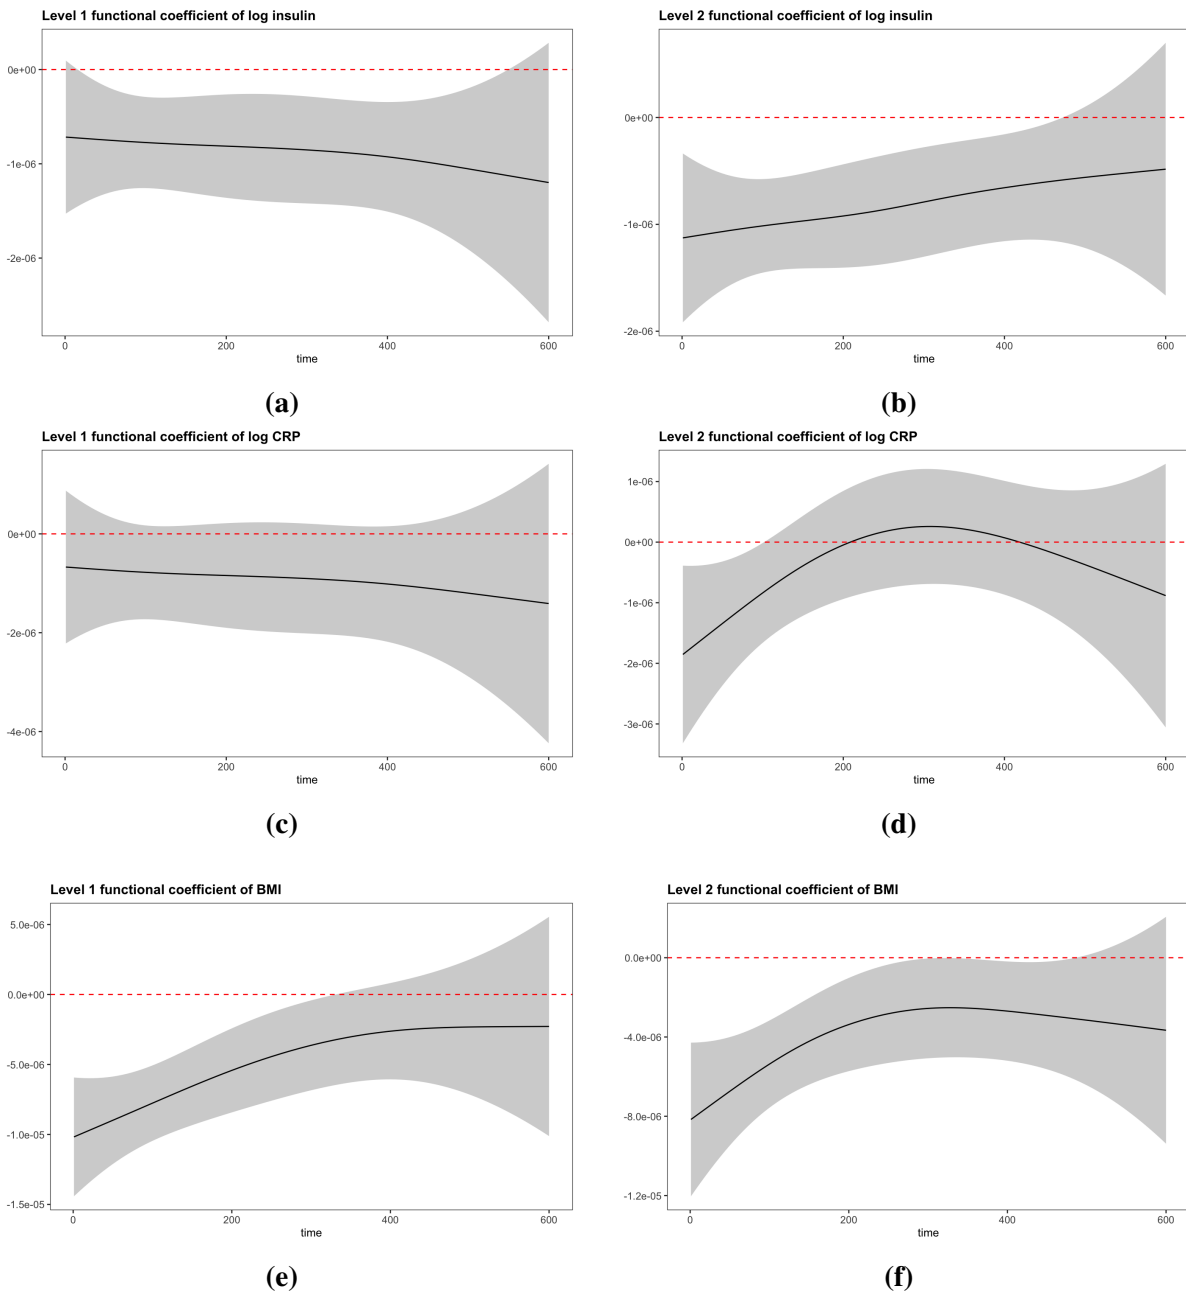 Level 1 functional coefficient of log insulin
0e+00
-1e-06
-2e-06
0 200 400 600
time
(a)
Level 2 functional coefficient of log insulin
0e+00
-1e-06
-2e-06
0 200 400 600
time
(b)
Level 1 functional coefficient of log CRP
0e+00
-2e-06
-4e-06
0 200 400 600
time
(c)
Level 2 functional coefficient of log CRP
1e-06
0e+00
-1e-06
-2e-06
-3e-06
0 200 400 600
time
(d)
Level 1 functional coefficient of BMI
5.0e-06
0.0e+00
-5.0e-06
-1.0e-05
-1.5e-05
0 200 400 600
time
(e)
Level 2 functional coefficient of BMI
0.0e+00
-4.0e-06
-8.0e-06
-1.2e-05
0 200 400 600
time
(f)